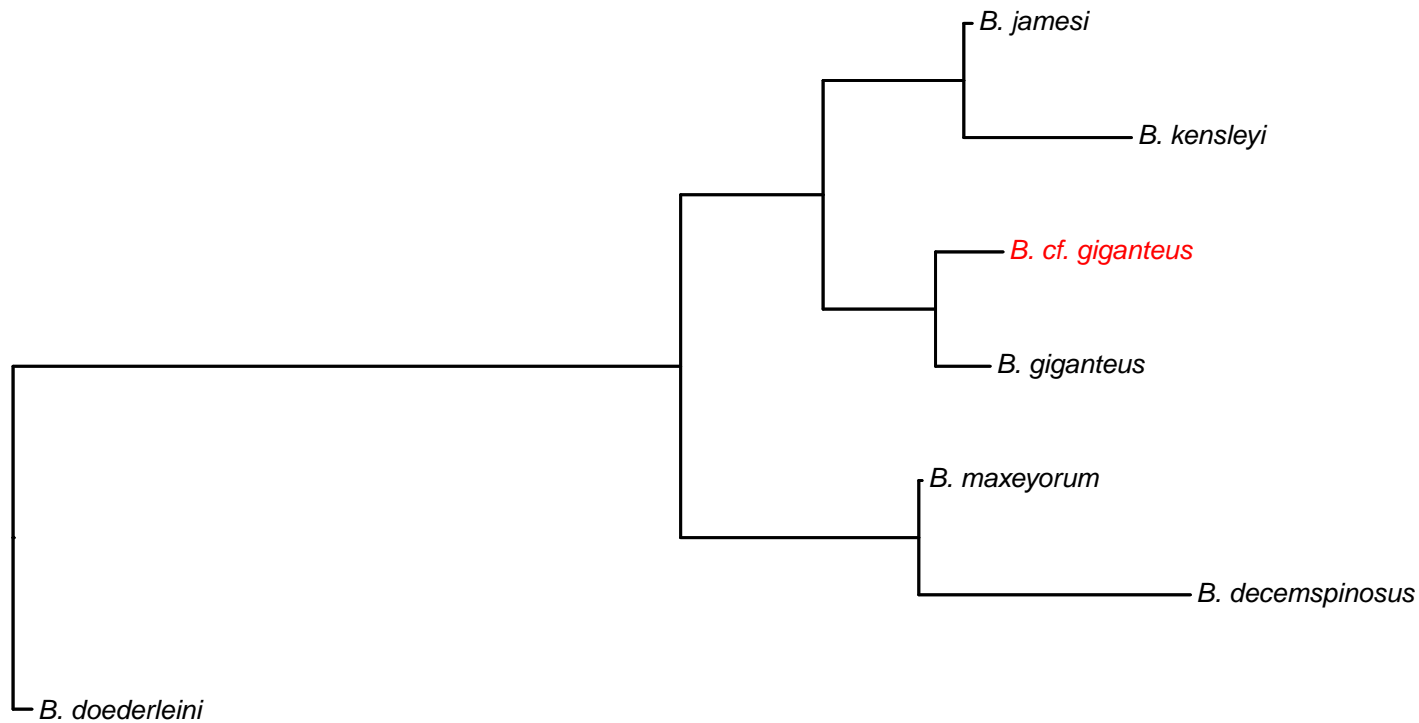 B. jamesi
B. kensleyi
B. cf. giganteus
B. giganteus
B. maxeyorum
B. decemspinosus
B. doederleini